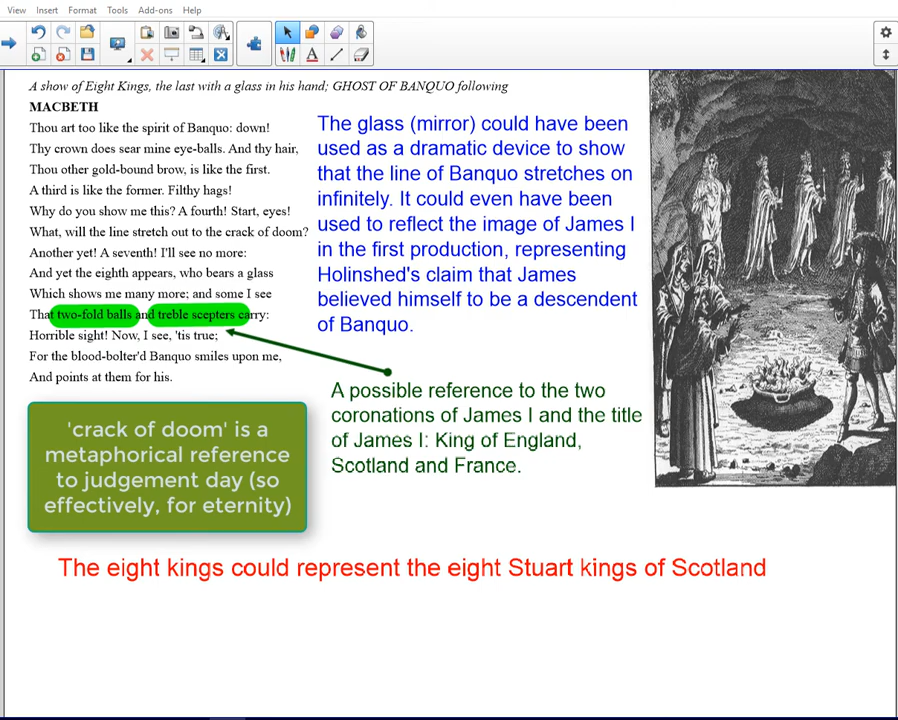 View Insert Format Tools Add-ons Help
A show of Eight Kings, the last with a glass in his hand; GHOST OF BANQUO following
MACBETH
Thou art too like the spirit of Banquo: down!
Thy crown does sear mine eye-balls. And thy hair,
Thou other gold-bound brow, is like the first.
A third is like the former. Filthy hags!
Why do you show me this? A fourth! Start, eyes!
What, will the line stretch out to the crack of doom?
Another yet! A seventh! I'll see no more:
And yet the eighth appears, who bears a glass
Which shows me many more; and some I see
That two-fold balls and treble scepters carry:
Horrible sight! Now, I see, 'tis true;
For the blood-bolter'd Banquo smiles upon me,
And points at them for his.
The glass (mirror) could have been
used as a dramatic device to show
that the line of Banquo stretches on
infinitely. It could even have been
used to reflect the image of James I
in the first production, representing
Holinshed's claim that James
believed himself to be a descendent
of Banquo.
A possible reference to the two
coronations of James I and the title
of James I: King of England,
Scotland and France.
'crack of doom' is a
metaphorical reference
to judgement day (so
effectively, for eternity)
The eight kings could represent the eight Stuart kings of Scotland